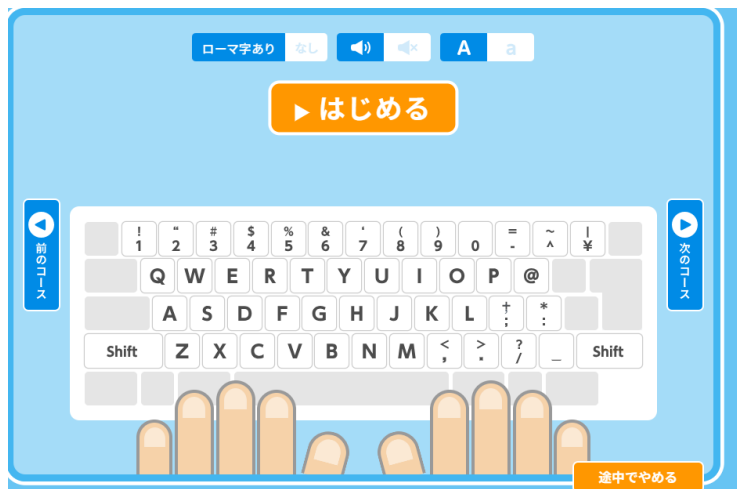 ローマ字あり なし A a
はじめる
前のコース
次のコース
! " # $ % & ' ( ) = ~ |
1 2 3 4 5 6 7 8 9 0 - ^ ¥
Q W E R T Y U I O P @
† *
A S D F G H J K L ; :
< > ?
Shift Z X C V B N M , . / _ Shift
途中でやめる